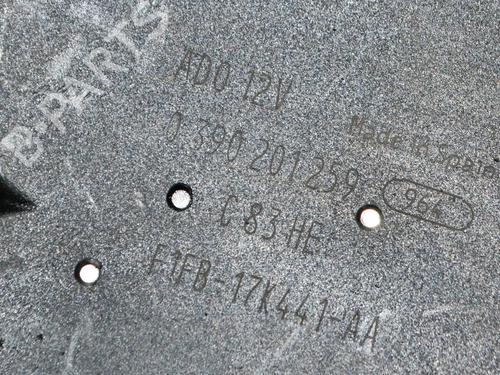 B-PARTS
ADO 12V
0 390 201 259
Made in Spain
964
C 83 HE
F1FB-17K441-AA